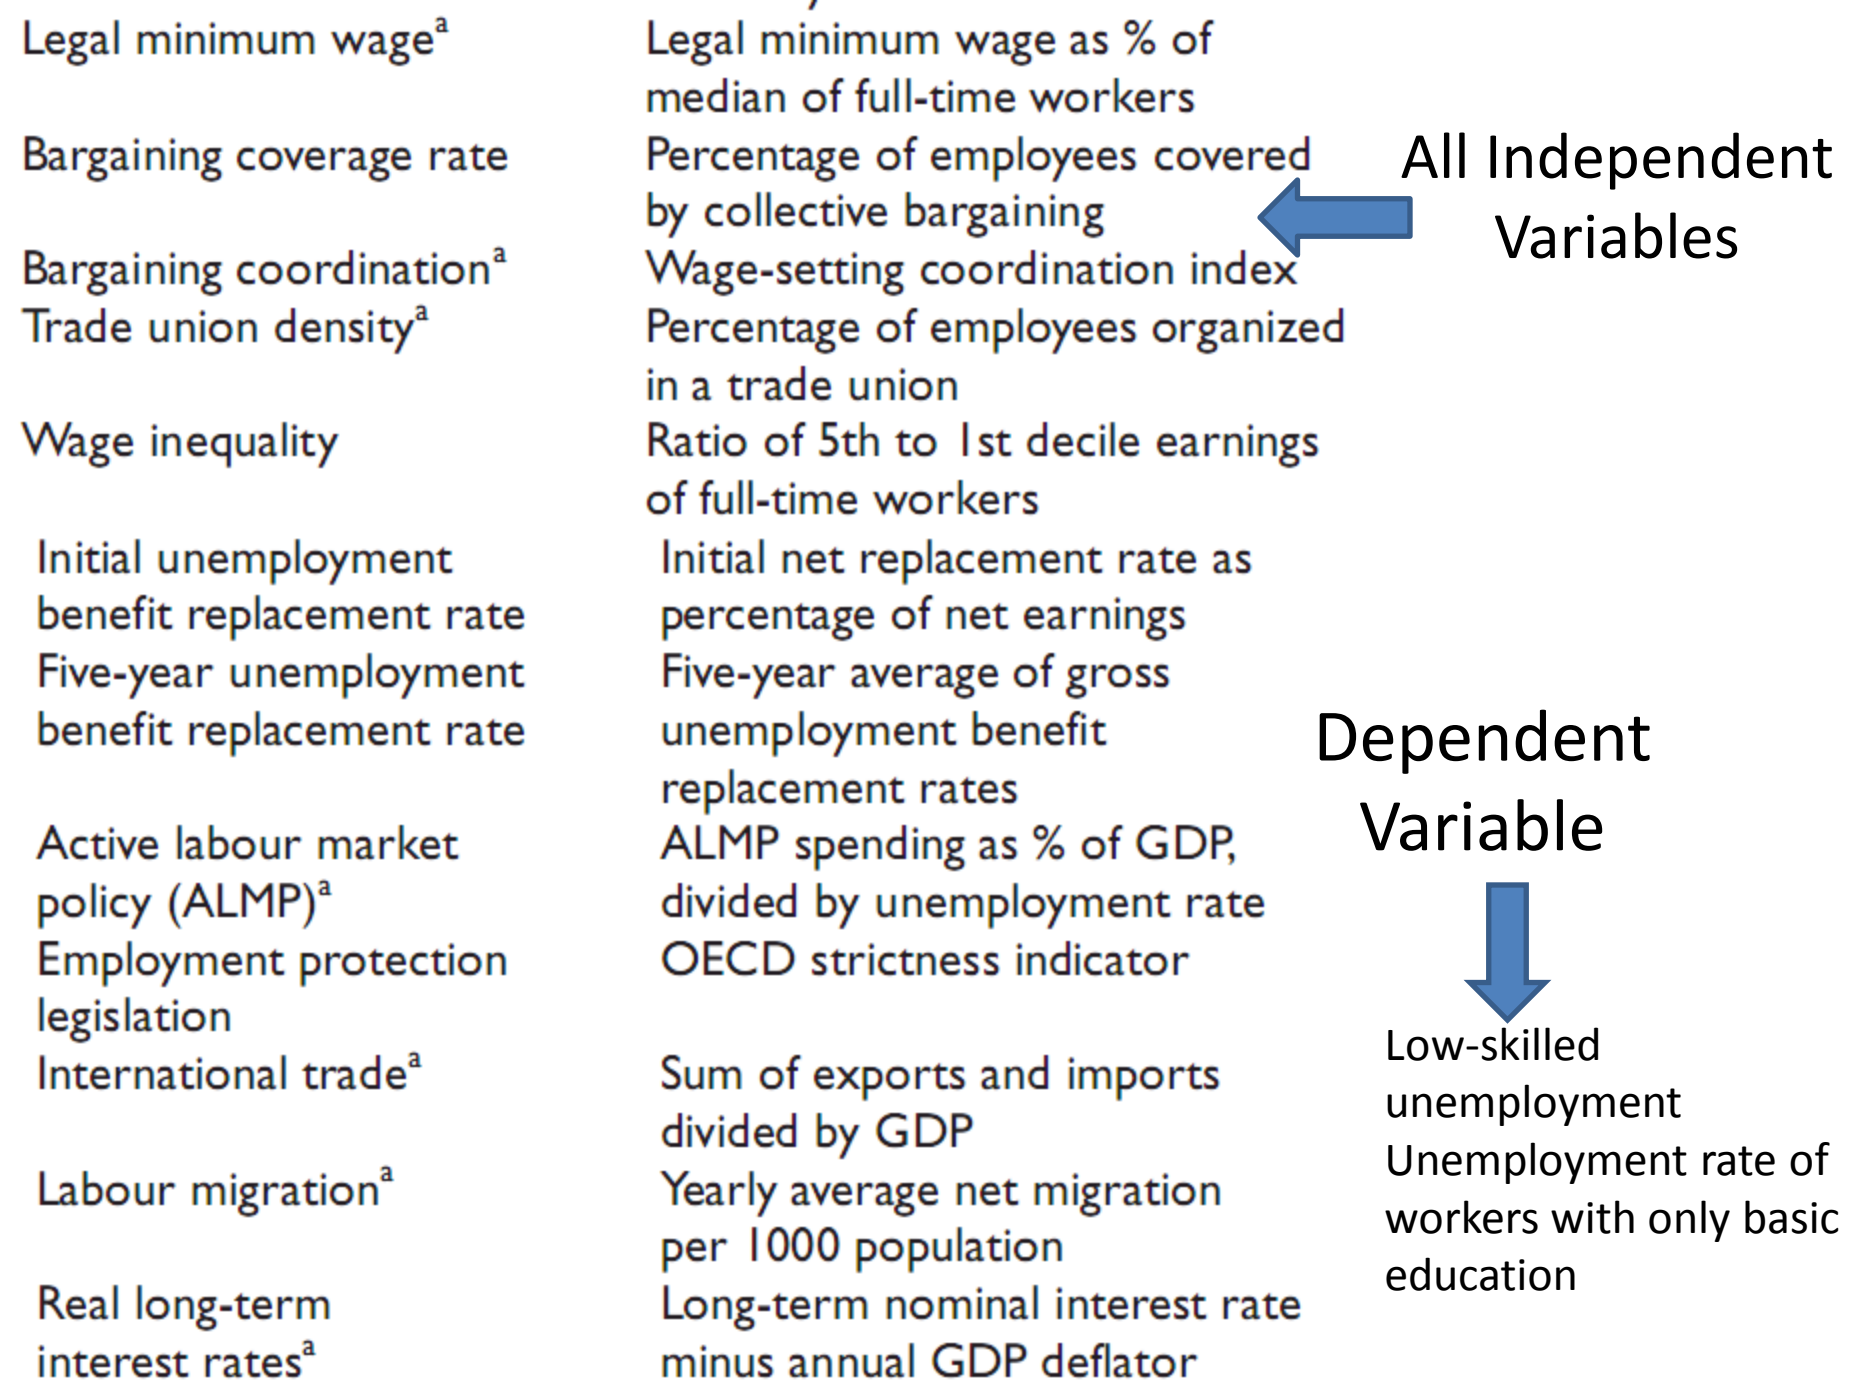 Legal minimum wageª Legal minimum wage as % of
median of full-time workers
Bargaining coverage rate Percentage of employees covered
by collective bargaining
Bargaining coordinationª Wage-setting coordination index
Trade union densityª Percentage of employees organized
in a trade union
Wage inequality Ratio of 5th to 1st decile earnings
of full-time workers
Initial unemployment Initial net replacement rate as
benefit replacement rate percentage of net earnings
Five-year unemployment Five-year average of gross
benefit replacement rate unemployment benefit
replacement rates
Active labour market ALMP spending as % of GDP,
policy (ALMP)ª divided by unemployment rate
Employment protection OECD strictness indicator
legislation
International tradeª Sum of exports and imports
divided by GDP
Labour migrationª Yearly average net migration
per 1000 population
Real long-term Long-term nominal interest rate
interest ratesª minus annual GDP deflator
All Independent
Variables
Dependent
Variable
Low-skilled
unemployment
Unemployment rate of
workers with only basic
education